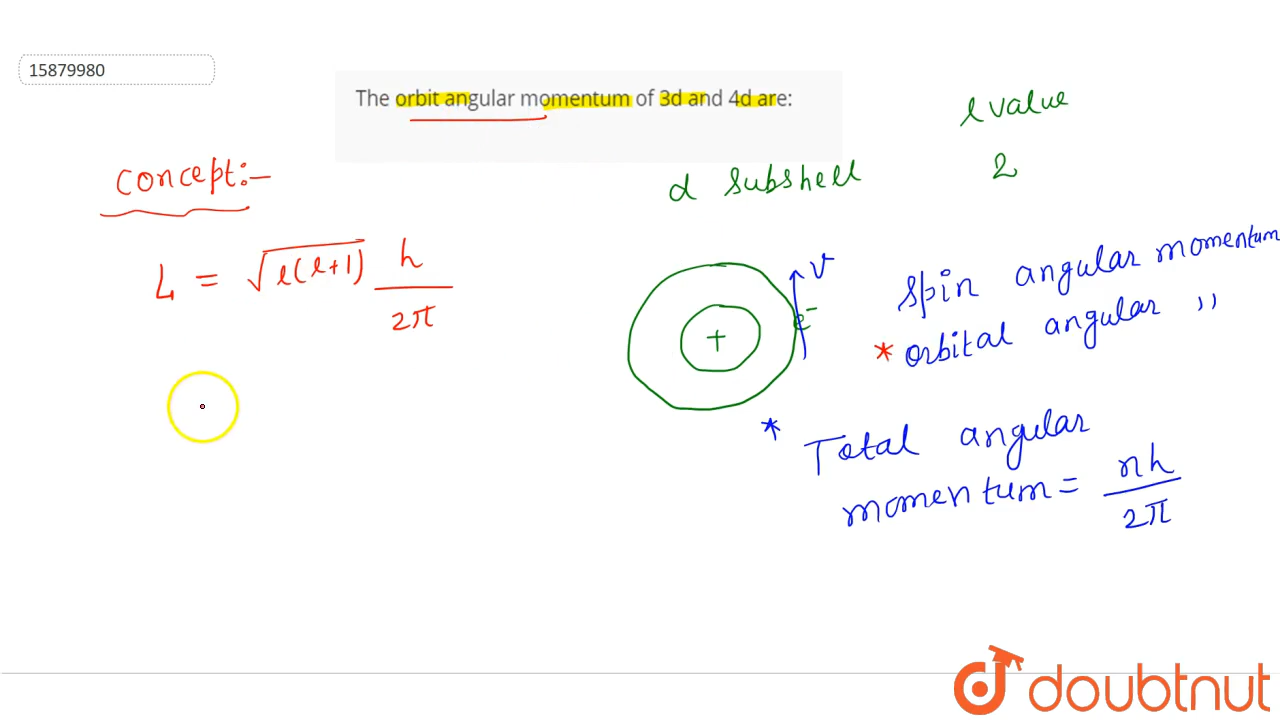 15879980
The orbit angular momentum of 3d and 4d are:
l value
d subshell 2
Concept:-
L = √l(l+1) h/2π
+
e-
v
Spin angular momentum
* Orbital angular ,,
* Total angular
momentum = nh/2π
doubtnut